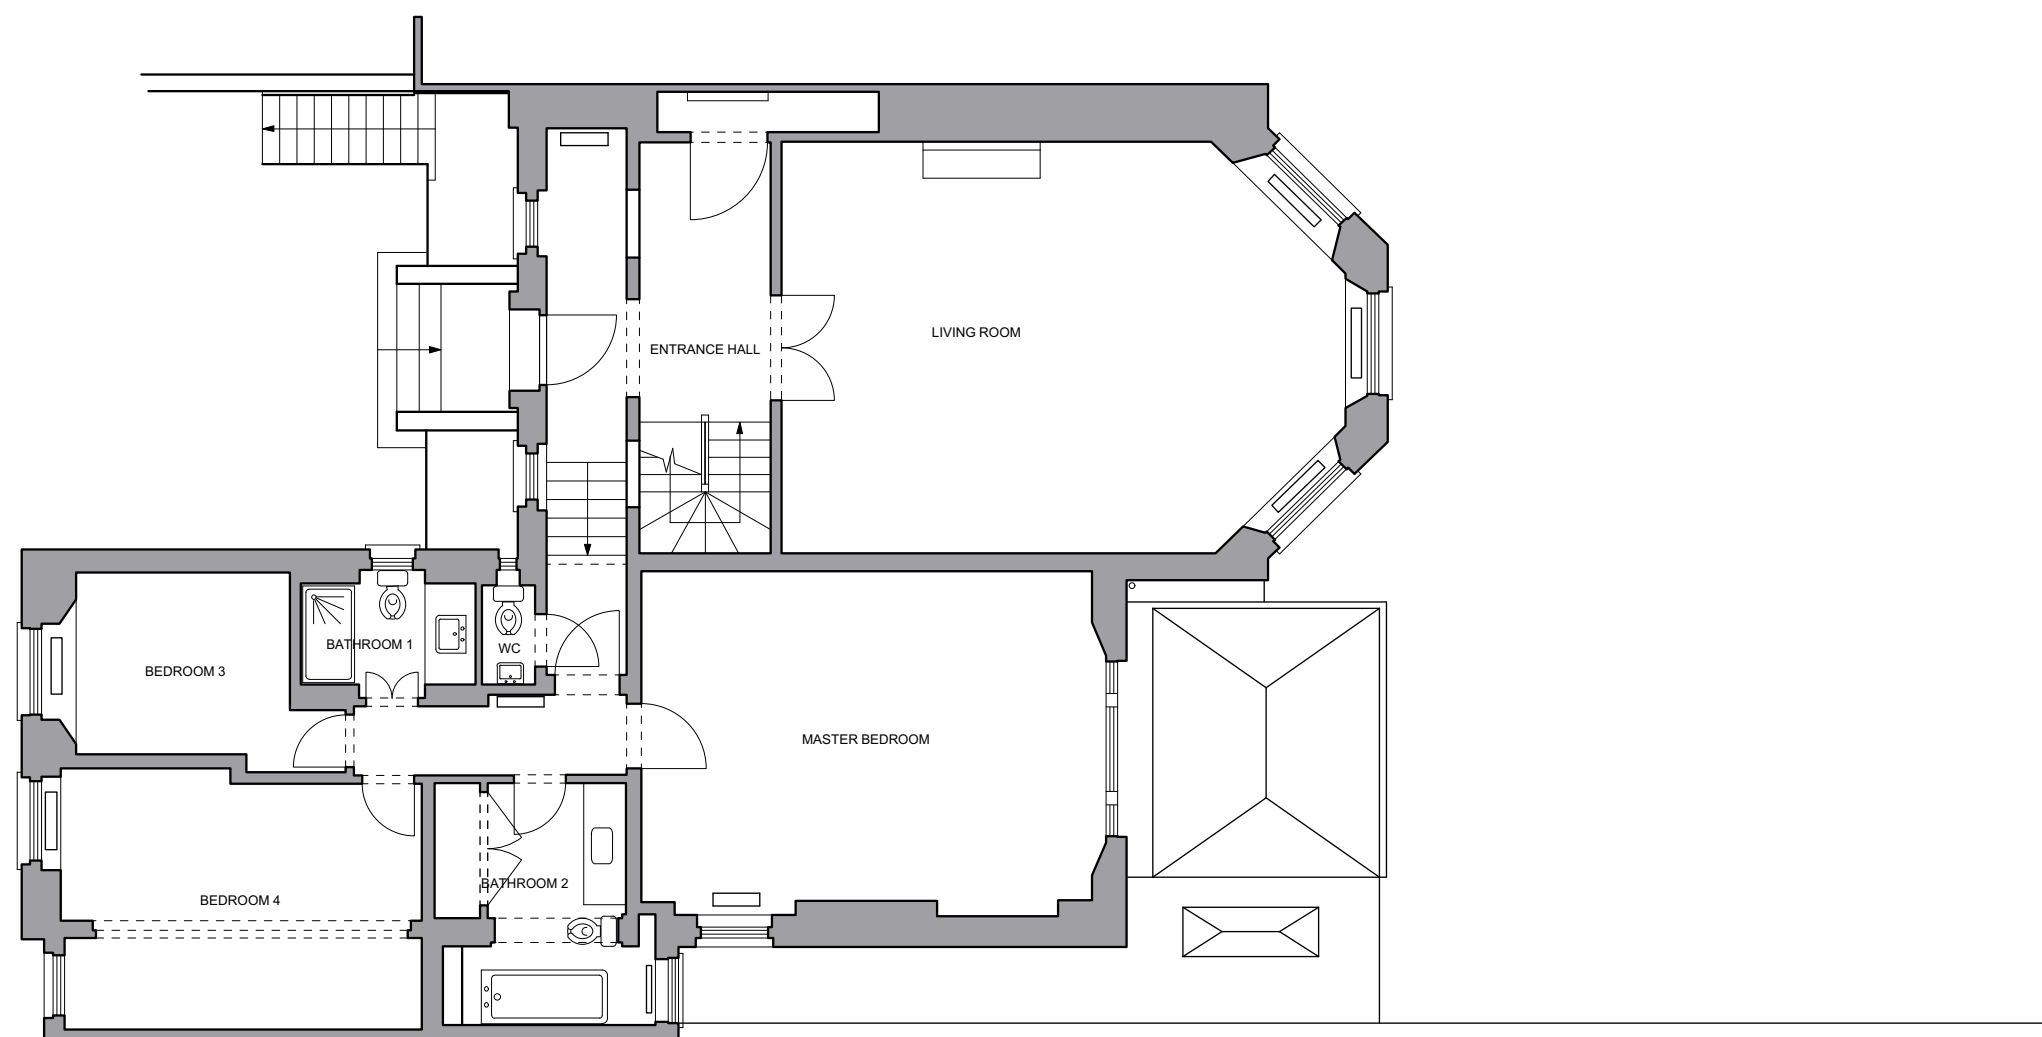 LIVING ROOM
ENTRANCE HALL
BATHROOM 1
WC
BEDROOM 3
MASTER BEDROOM
BATHROOM 2
BEDROOM 4